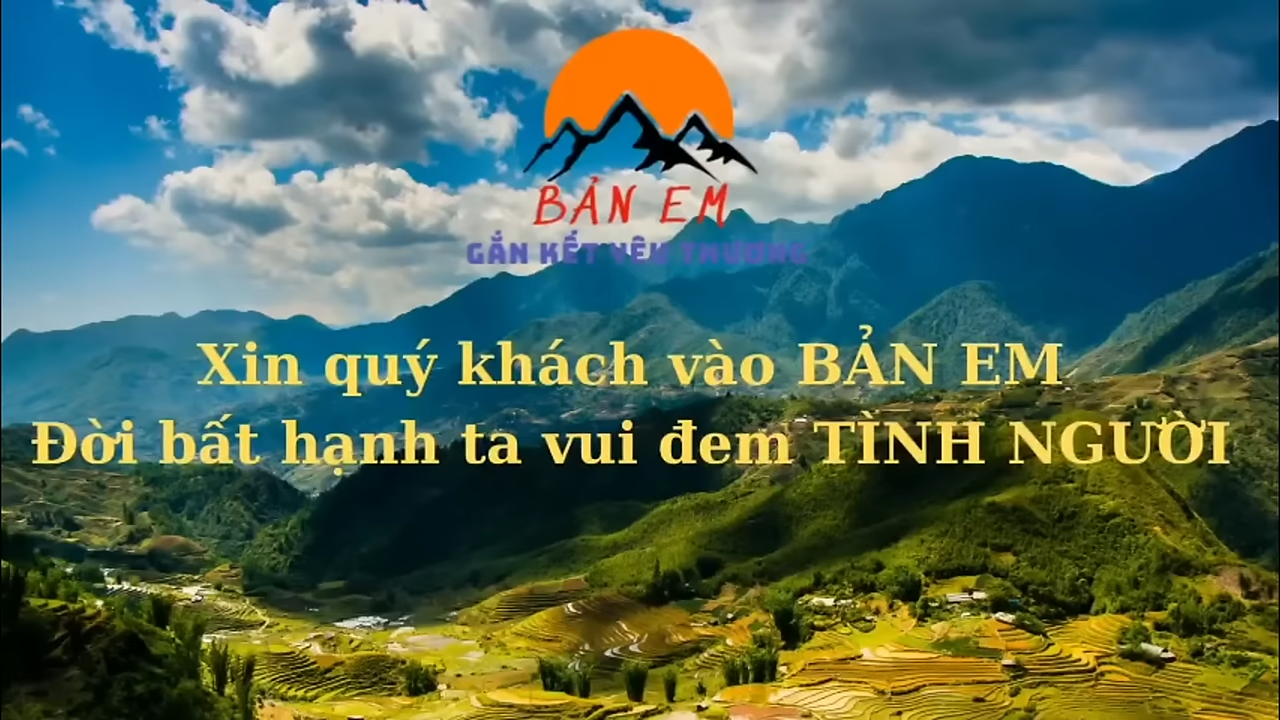 BẢN EM
GẮN KẾT YÊU THƯƠNG
Xin quý khách vào BẢN EM
Đời bất hạnh ta vui đem TÌNH NGƯỜI